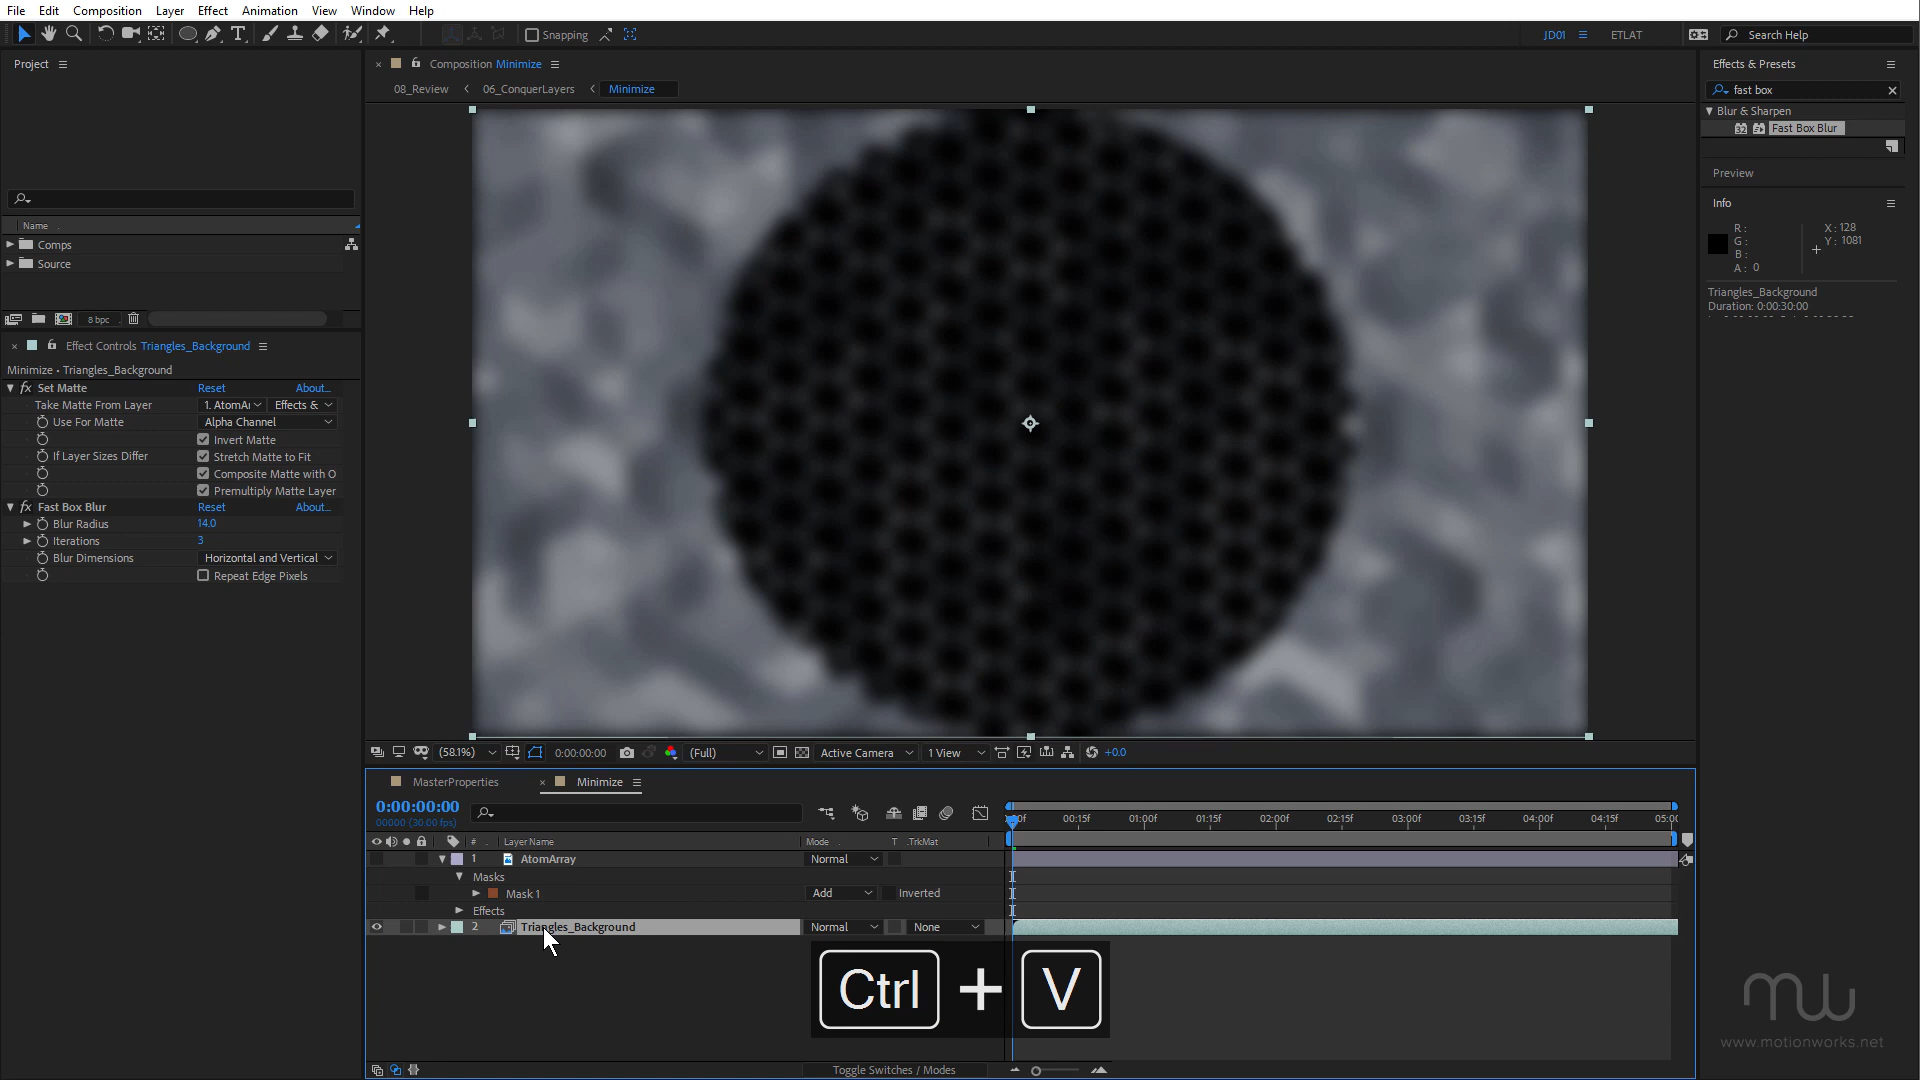 File Edit Composition Layer Effect Animation View Window Help
Snapping
JD01 ETLAT Search Help
Project
Name
Comps
Source
8 bpc
Effect Controls Triangles_Background
Minimize • Triangles_Background
fx Set Matte Reset About...
Take Matte From Layer 1. AtomAr Effects &
Use For Matte Alpha Channel
Invert Matte
If Layer Sizes Differ Stretch Matte to Fit
Composite Matte with O
Premultiply Matte Layer
fx Fast Box Blur Reset About...
Blur Radius 14.0
Iterations 3
Blur Dimensions Horizontal and Vertical
Repeat Edge Pixels
Composition Minimize
08_Review 06_ConquerLayers Minimize
(58.1%) 0:00:00:00 (Full) Active Camera 1 View +0.0
Effects & Presets
fast box
Blur & Sharpen
32 Fast Box Blur
Preview
Info
R :
G :
B :
A : 0
X : 128
Y : 1081
Triangles_Background
Duration: 0:00:30:00
MasterProperties Minimize
0:00:00:00
00000 (30.00 fps)
00f 00:15f 01:00f 01:15f 02:00f 02:15f 03:00f 03:15f 04:00f 04:15f 05:00
# Layer Name Mode T .TrkMat
1 AtomArray Normal
Masks
Mask 1 Add Inverted
Effects
2 Triangles_Background Normal None
Ctrl + V
mw
www.motionworks.net
Toggle Switches / Modes